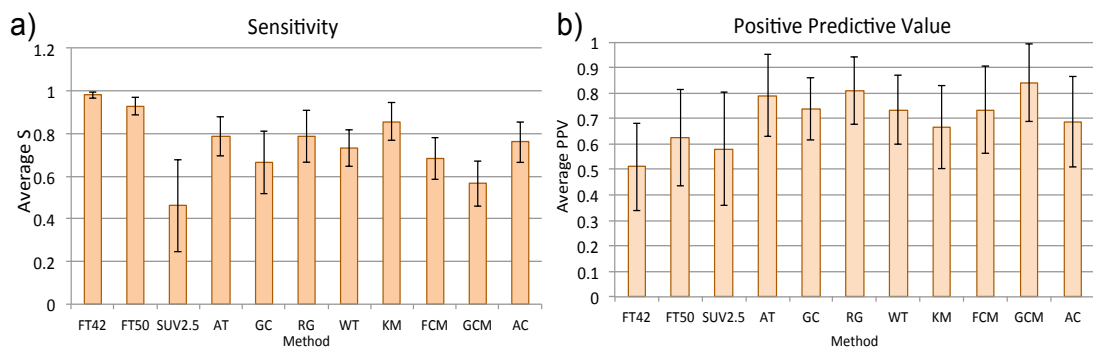 a)
Sensitivity
Average S
1.2
1
0.8
0.6
0.4
0.2
0
FT42 FT50 SUV2.5 AT GC RG WT KM FCM GCM AC
Method
b)
Positive Predictive Value
Average PPV
1
0.9
0.8
0.7
0.6
0.5
0.4
0.3
0.2
0.1
0
FT42 FT50 SUV2.5 AT GC RG WT KM FCM GCM AC
Method